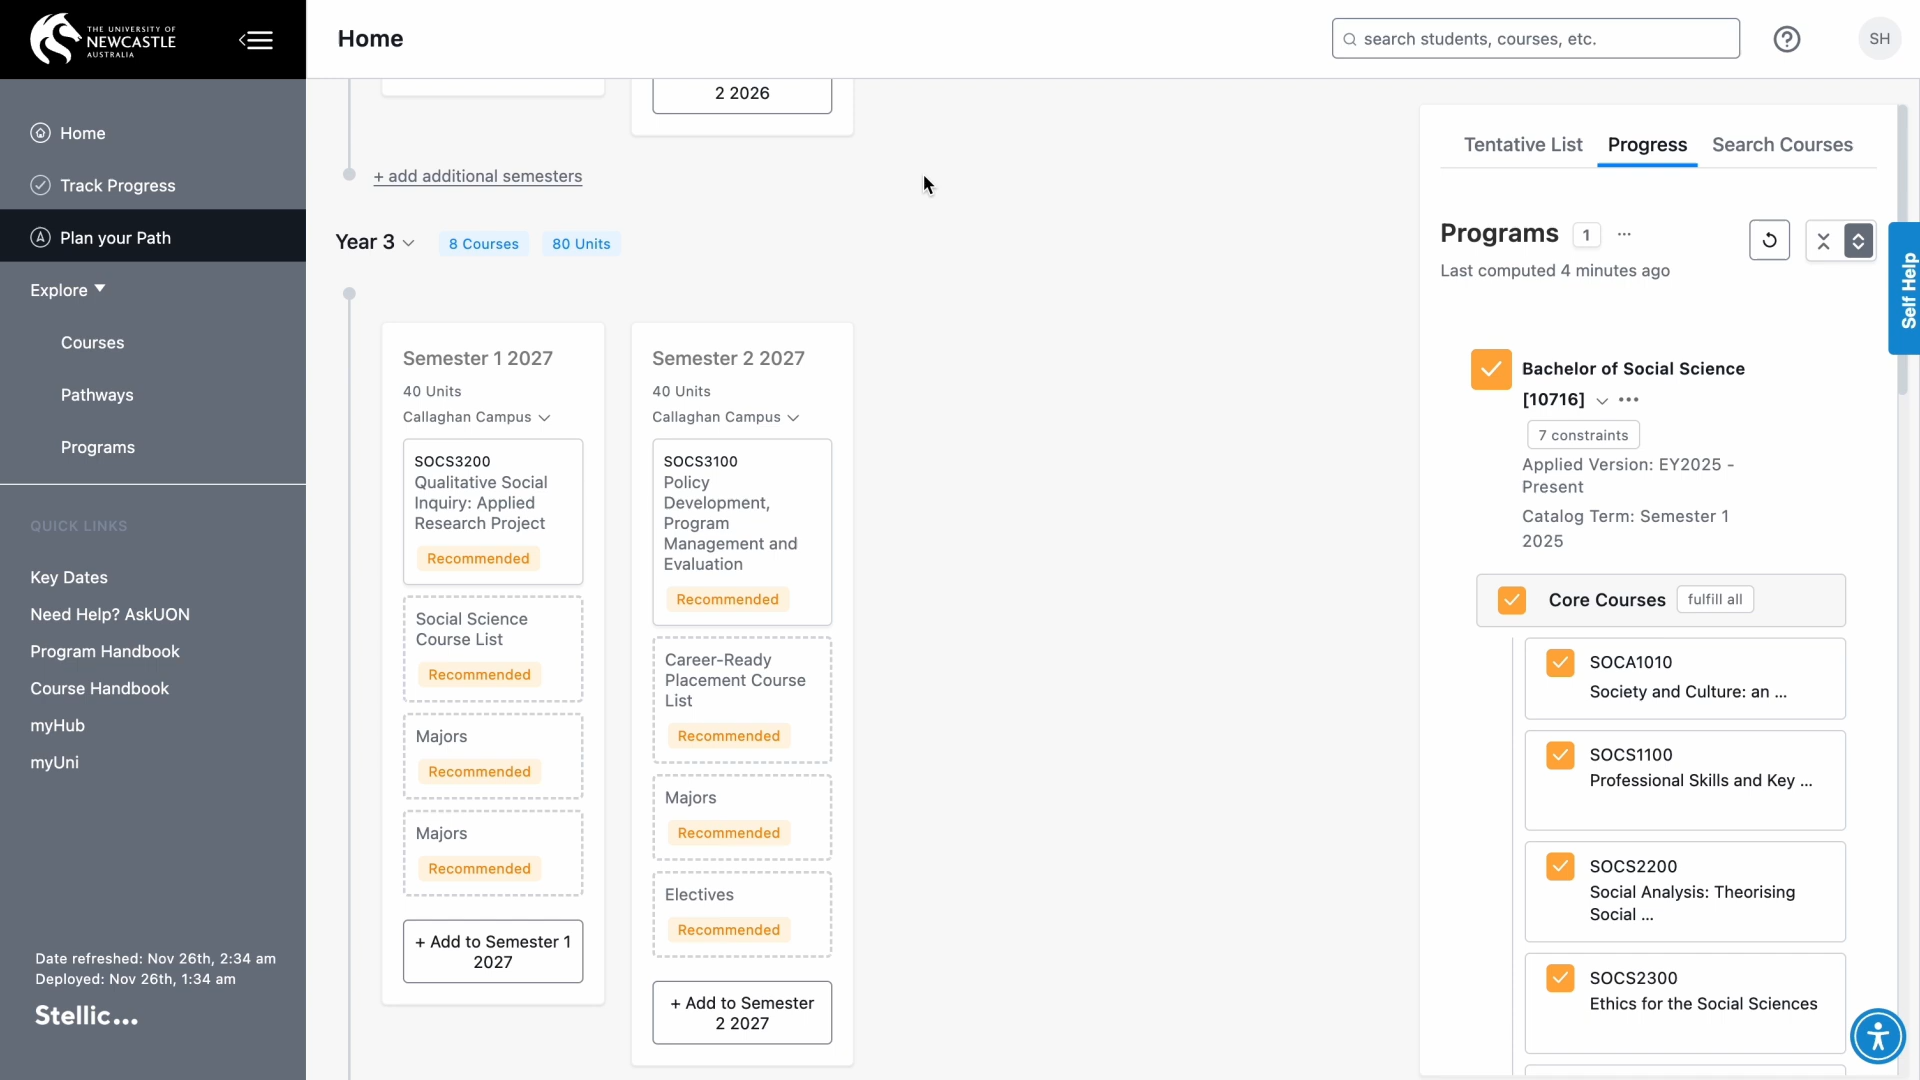 THE UNIVERSITY OF
NEWCASTLE
AUSTRALIA
Home
search students, courses, etc.
SH
Home
Track Progress
Plan your Path
Explore
Courses
Pathways
Programs
QUICK LINKS
Key Dates
Need Help? AskUON
Program Handbook
Course Handbook
myHub
myUni
Date refreshed: Nov 26th, 2:34 am
Deployed: Nov 26th, 1:34 am
Stellic...
2 2026
+ add additional semesters
Year 3
8 Courses
80 Units
Semester 1 2027
40 Units
Callaghan Campus
SOCS3200
Qualitative Social
Inquiry: Applied
Research Project
Recommended
Social Science
Course List
Recommended
Majors
Recommended
Majors
Recommended
+ Add to Semester 1
2027
Semester 2 2027
40 Units
Callaghan Campus
SOCS3100
Policy
Development,
Program
Management and
Evaluation
Recommended
Career-Ready
Placement Course
List
Recommended
Majors
Recommended
Electives
Recommended
+ Add to Semester
2 2027
Tentative List
Progress
Search Courses
Programs 1 ...
Last computed 4 minutes ago
Self Help
Bachelor of Social Science
[10716] ...
7 constraints
Applied Version: EY2025 -
Present
Catalog Term: Semester 1
2025
Core Courses fulfill all
SOCA1010
Society and Culture: an ...
SOCS1100
Professional Skills and Key ...
SOCS2200
Social Analysis: Theorising
Social ...
SOCS2300
Ethics for the Social Sciences